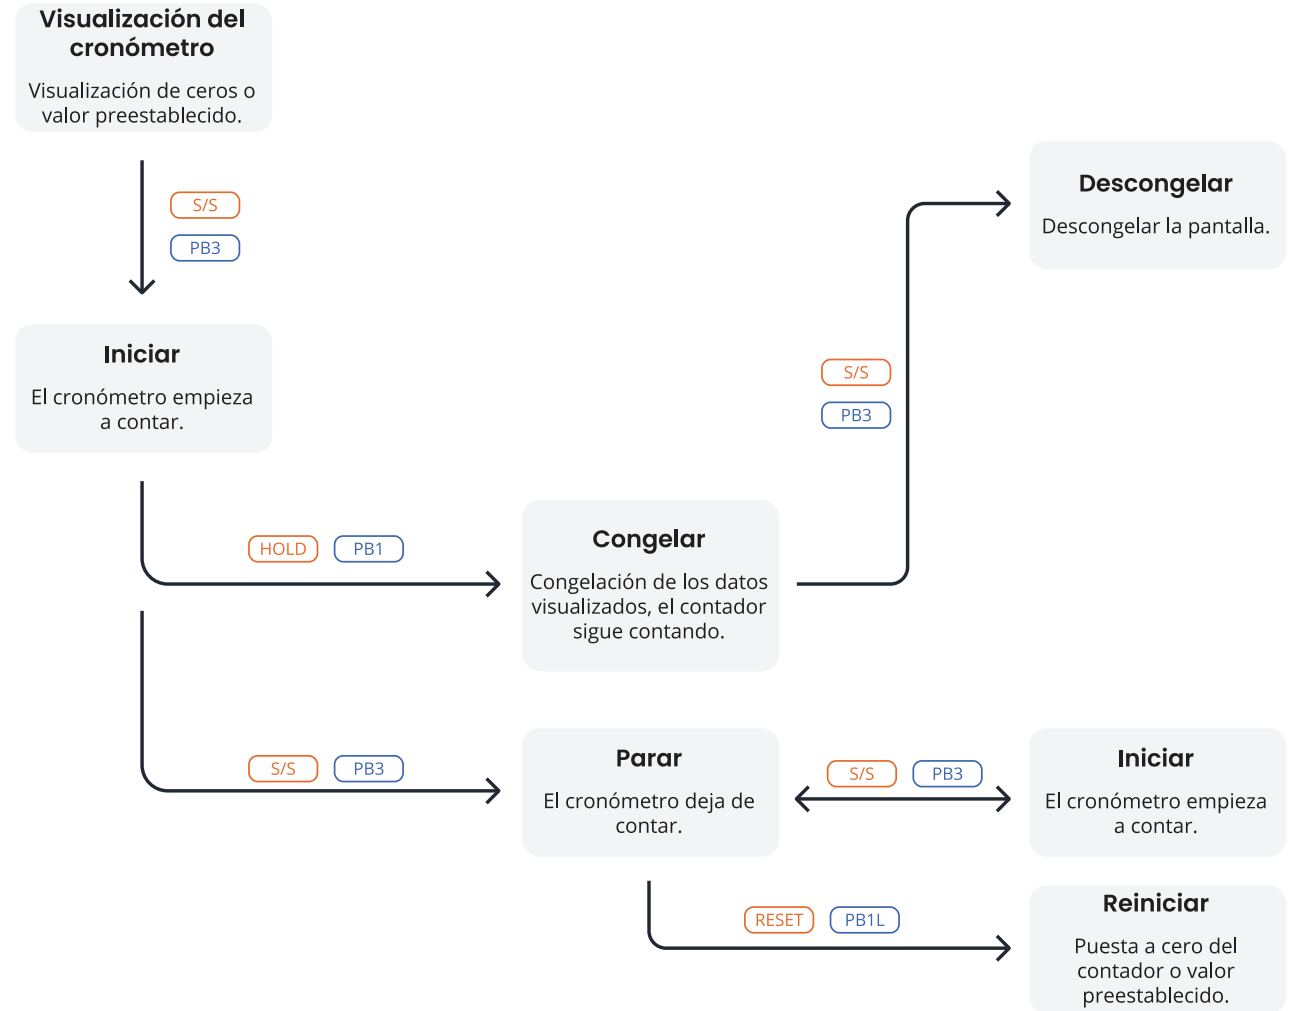 Visualización del
cronómetro
Visualización de ceros o
valor preestablecido.
S/S
PB3
Iniciar
El cronómetro empieza
a contar.
HOLD PB1
Congelar
Congelación de los datos
visualizados, el contador
sigue contando.
S/S
PB3
Descongelar
Descongelar la pantalla.
S/S PB3
Parar
El cronómetro deja de
contar.
S/S PB3
Iniciar
El cronómetro empieza
a contar.
RESET PB1L
Reiniciar
Puesta a cero del
contador o valor
preestablecido.